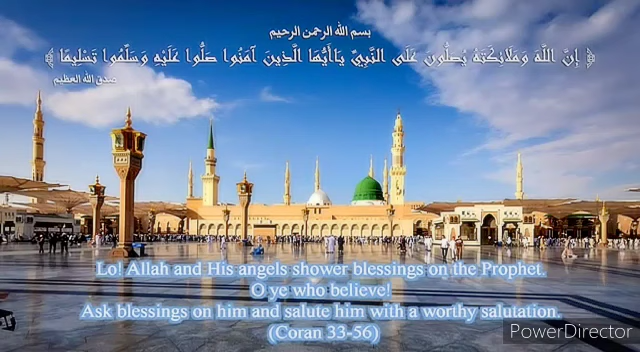 بسم الله الرحمن الرحيم
﴿ إِنَّ اللَّهَ وَمَلَائِكَتَهُ يُصَلُّونَ عَلَى النَّبِيِّ يَا أَيُّهَا الَّذِينَ آمَنُوا صَلُّوا عَلَيْهِ وَسَلِّمُوا تَسْلِيمًا ﴾
صدق الله العظيم
Lo! Allah and His angels shower blessings on the Prophet.
O ye who believe!
Ask blessings on him and salute him with a worthy salutation.
(Coran 33-56)
PowerDirector